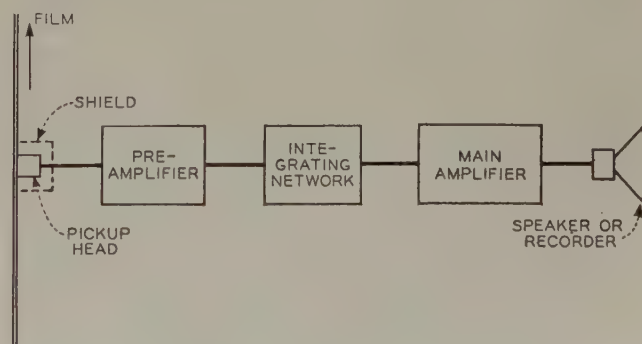 FILM
SHIELD
PRE-
AMPLIFIER
INTE-
GRATING
NETWORK
MAIN
AMPLIFIER
PICKUP
HEAD
SPEAKER OR
RECORDER